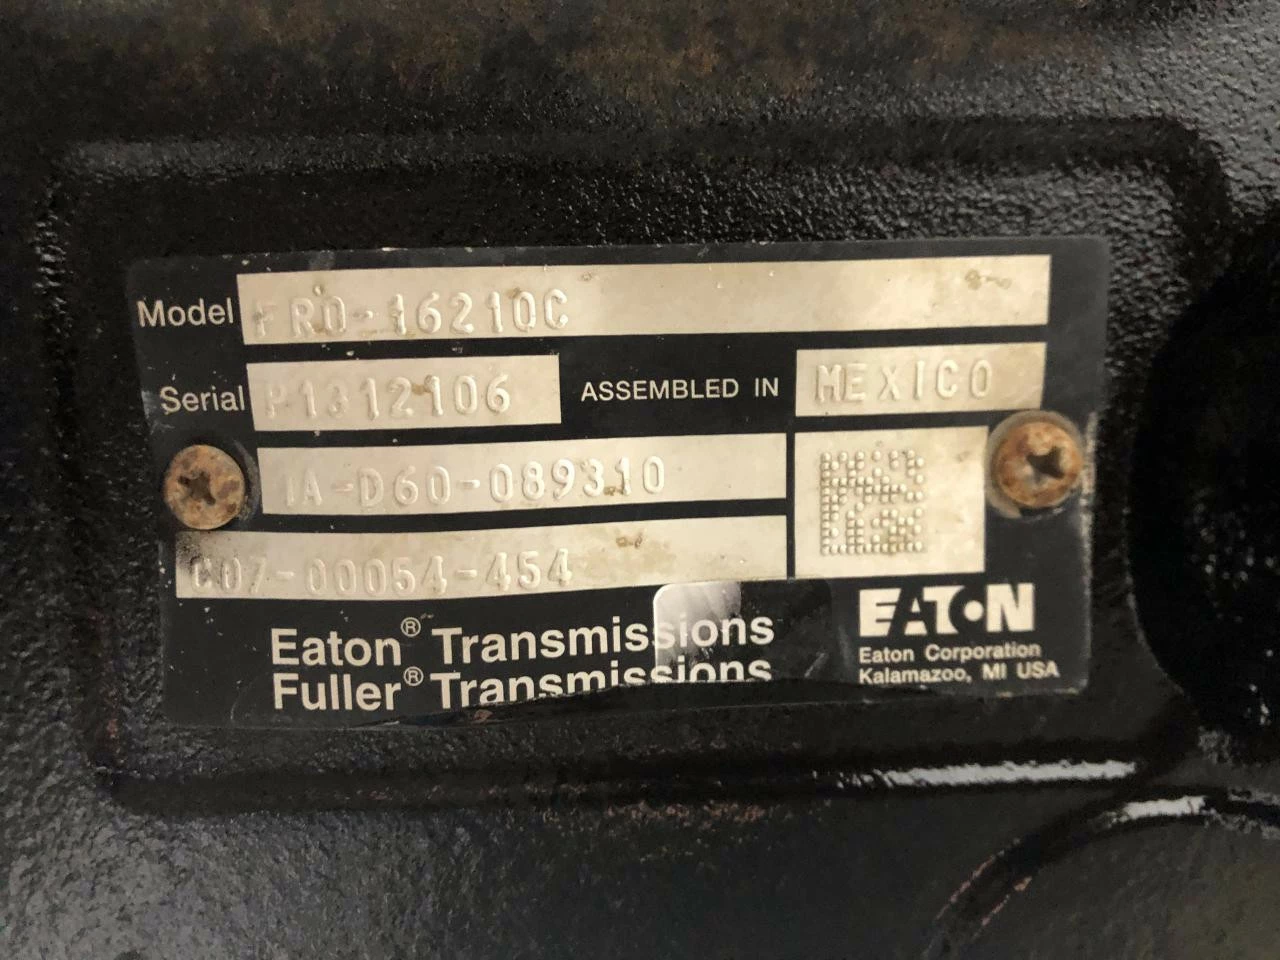 Model FRO-16210C
Serial P1312106 ASSEMBLED IN MEXICO
IA-D60-089310
C07-00054-454
Eaton® Transmissions
Fuller® Transmissions
EATON
Eaton Corporation
Kalamazoo, MI USA